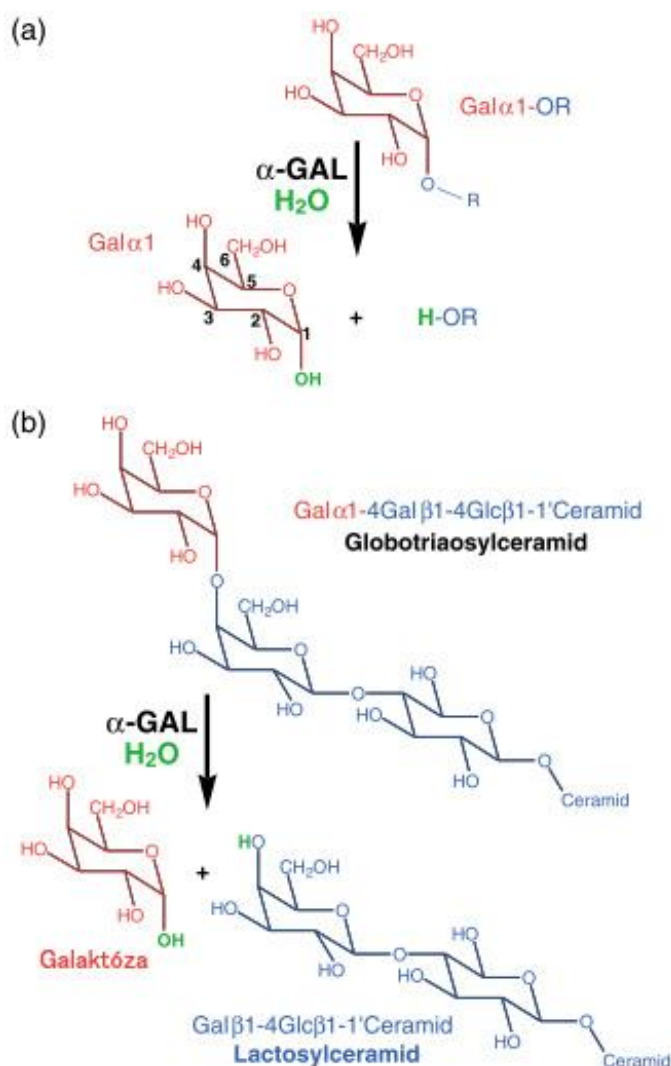 (a)
HO
CH₂OH
O
HO
Galα1-OR
HO
O
R
α-GAL
H₂O
Galα1
HO
CH₂OH
6
4
5
O
HO
3
2
1
HO
OH
+
H-OR
(b)
HO
CH₂OH
O
HO
HO
Galα1-4Galβ1-4Glcβ1-1'Ceramid
Globotriaosylceramid
O
CH₂OH
O
HO
HO
O
HO
HO
O
HO
O
Ceramid
α-GAL
H₂O
HO
CH₂OH
O
HO
HO
OH
Galaktóza
+
HO
CH₂OH
O
HO
HO
O
HO
HO
O
HO
O
Ceramid
Galβ1-4Glcβ1-1'Ceramid
Lactosylceramid